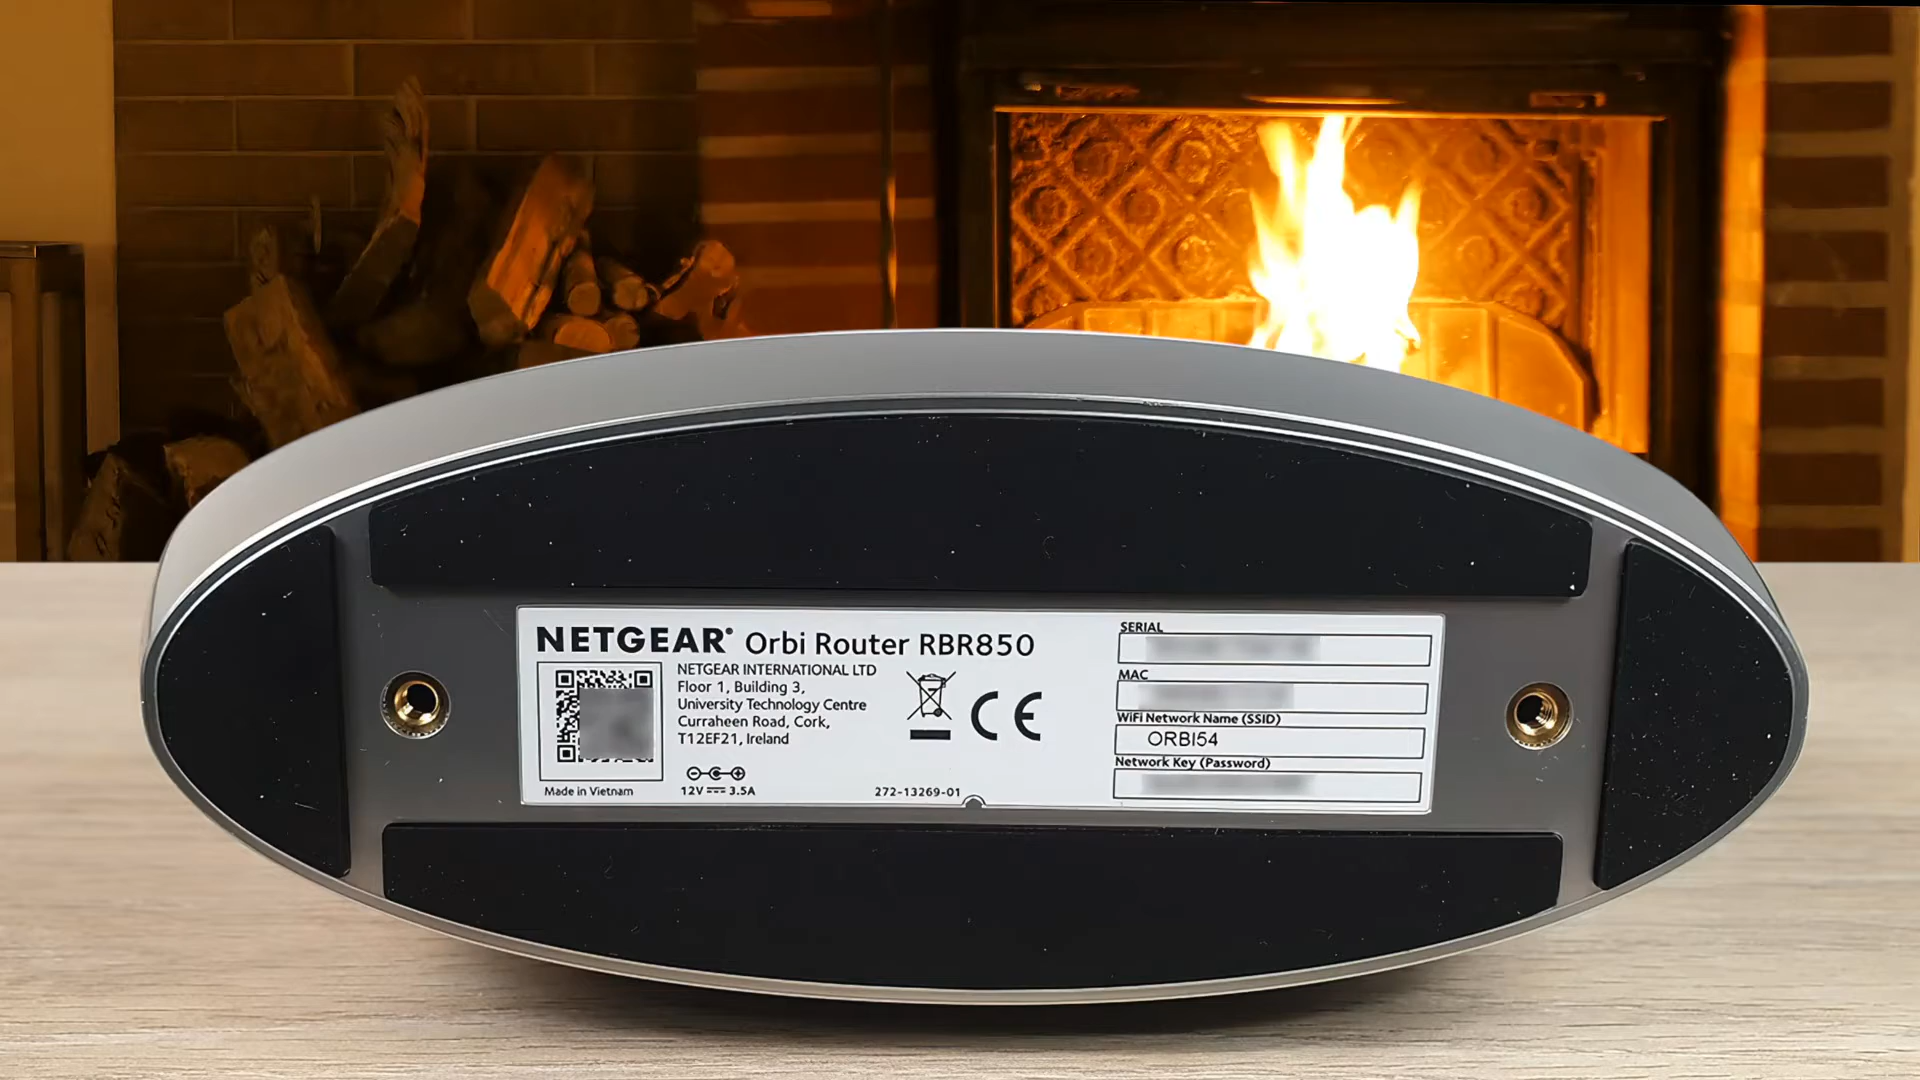 NETGEAR® Orbi Router RBR850
NETGEAR INTERNATIONAL LTD
Floor 1, Building 3,
University Technology Centre
Curraheen Road, Cork,
T12EF21, Ireland
Made in Vietnam
12V 3.5A
272-13269-01
CE
SERIAL
MAC
WiFi Network Name (SSID)
ORBI54
Network Key (Password)